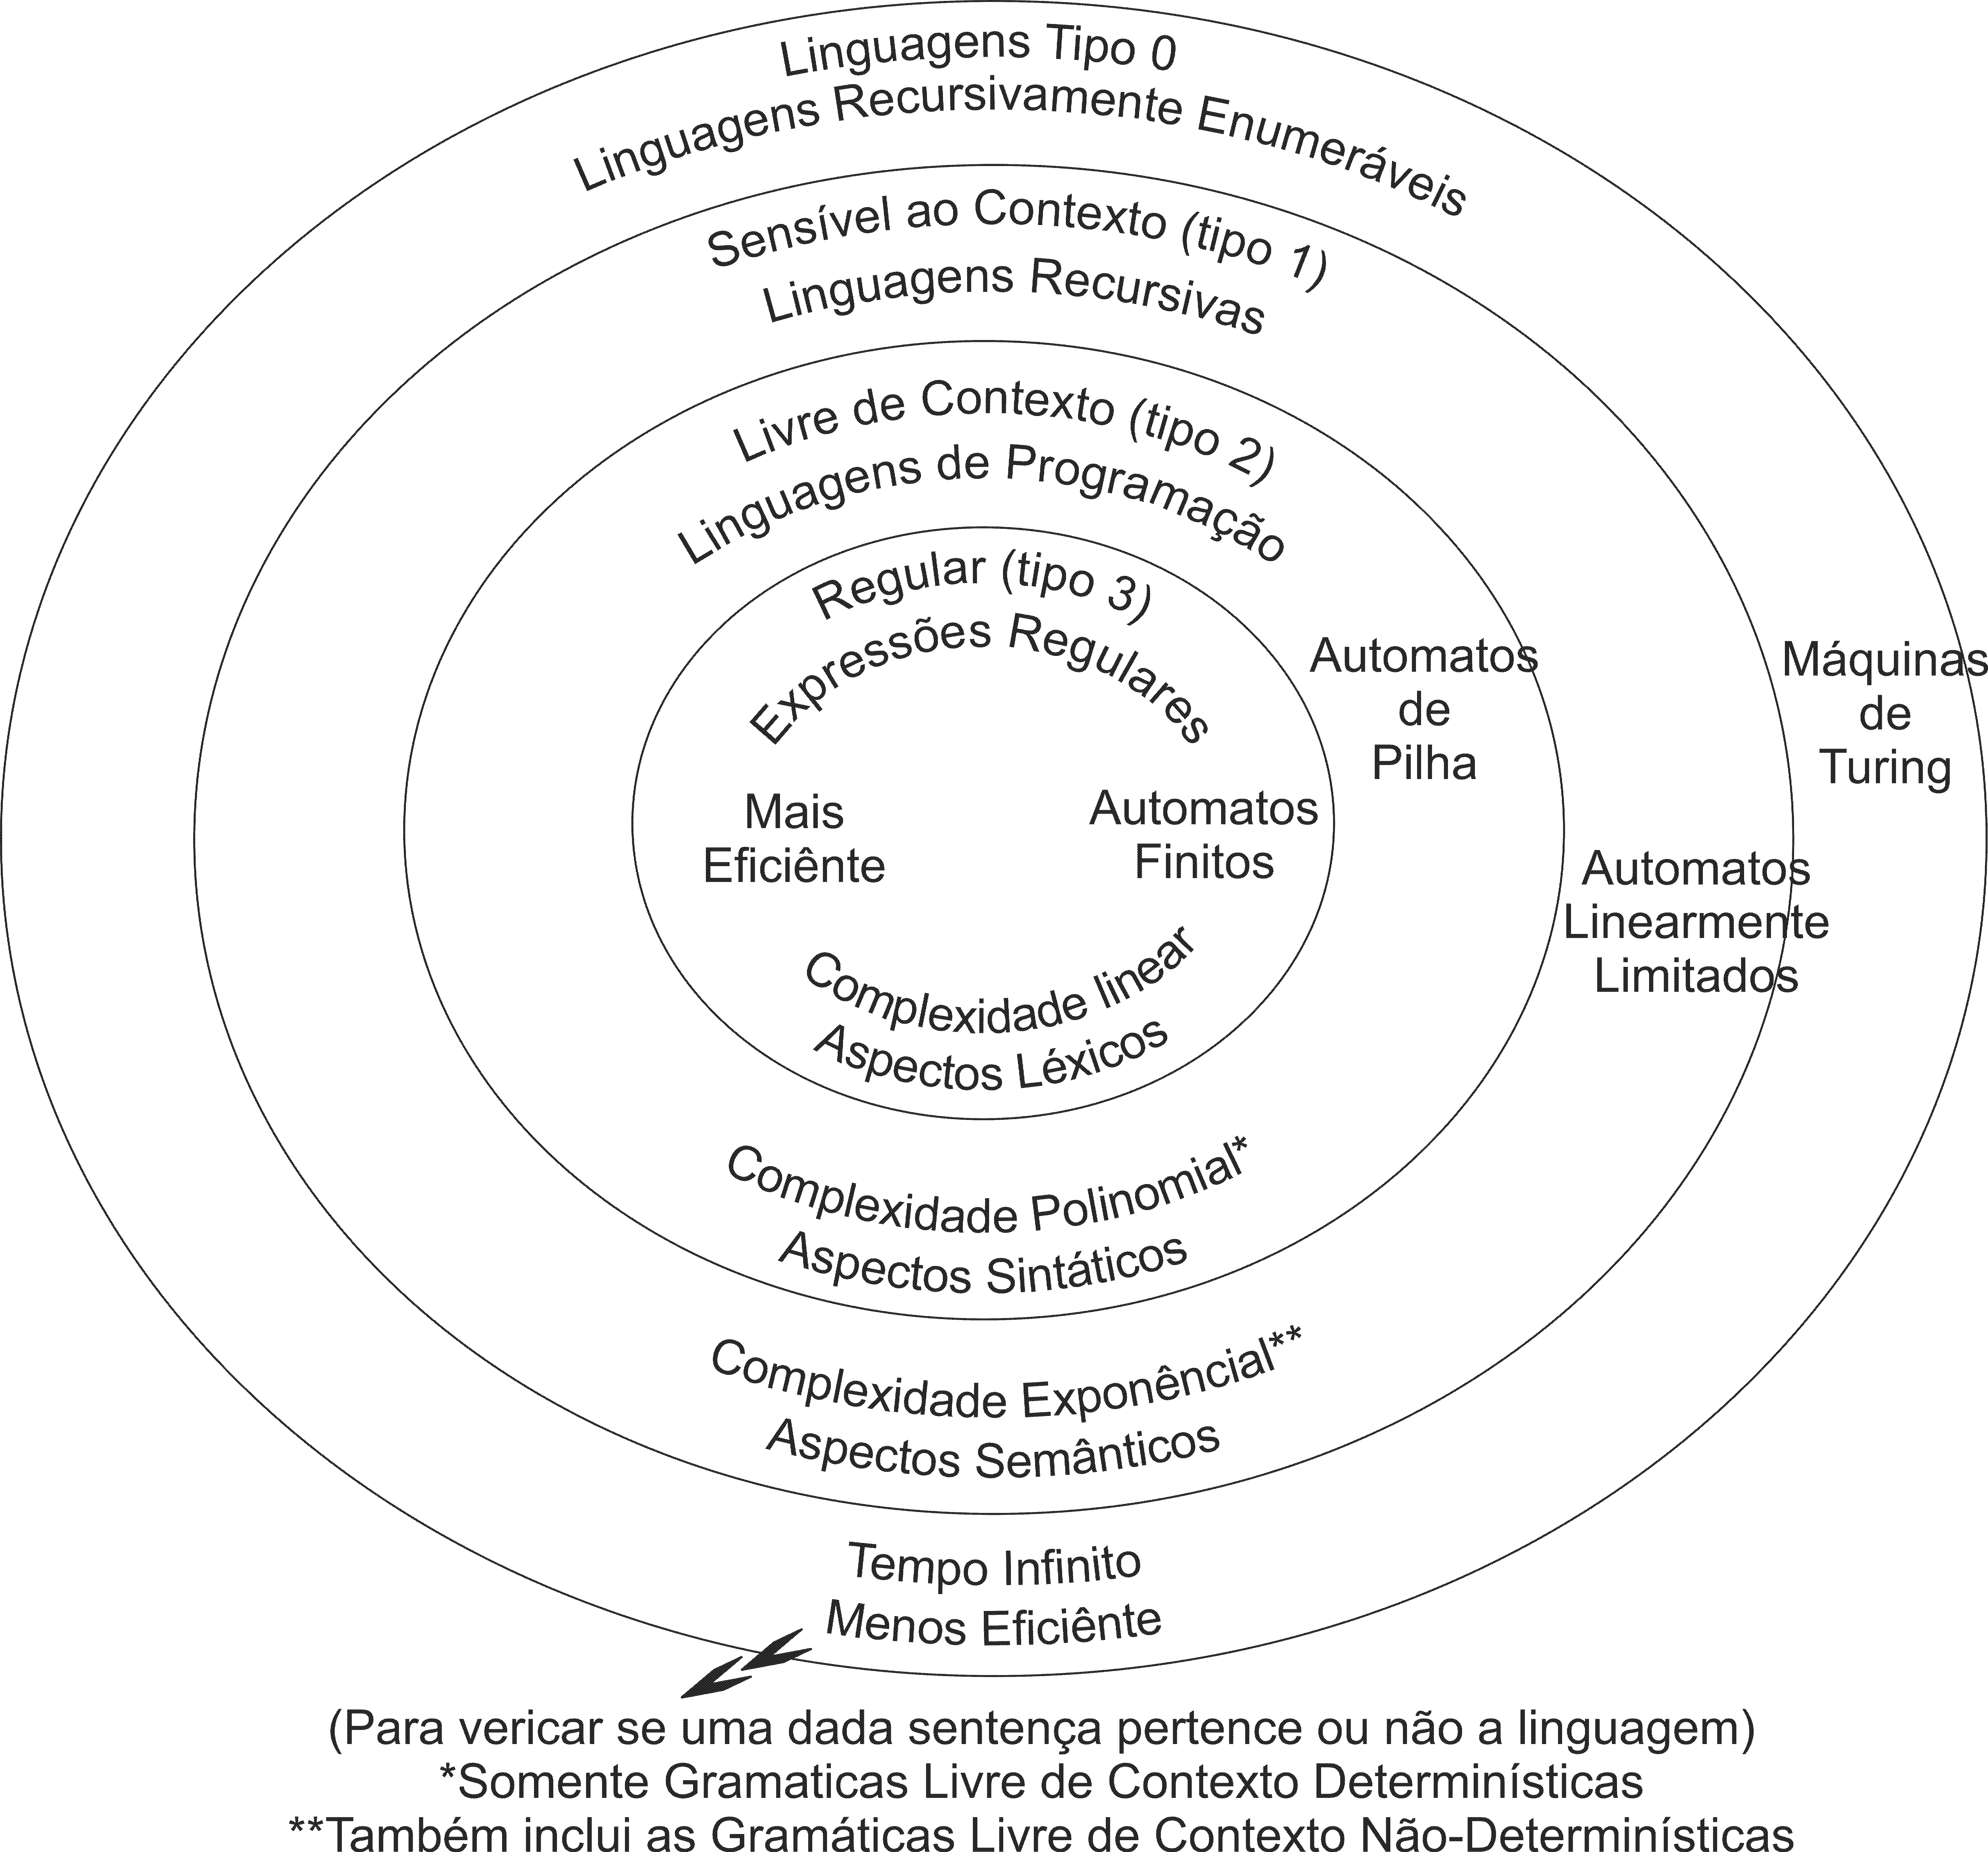 Linguagens Tipo 0
Linguagens Recursivamente Enumeráveis
Sensível ao Contexto (tipo 1)
Linguagens Recursivas
Livre de Contexto (tipo 2)
Linguagens de Programação
Regular (tipo 3)
Expressões Regulares
Automatos
de
Pilha
Máquinas
de
Turing
Mais
Eficiênte
Automatos
Finitos
Automatos
Linearmente
Limitados
Complexidade linear
Aspectos Léxicos
Complexidade Polinomial*
Aspectos Sintáticos
Complexidade Exponêncial**
Aspectos Semânticos
Tempo Infinito
Menos Eficiênte
(Para vericar se uma dada sentença pertence ou não a linguagem)
*Somente Gramaticas Livre de Contexto Determinísticas
**Também inclui as Gramáticas Livre de Contexto Não-Determinísticas